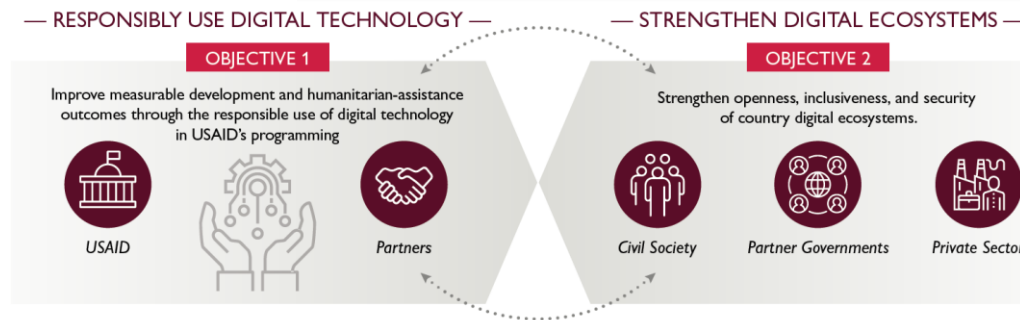 — RESPONSIBLY USE DIGITAL TECHNOLOGY —
OBJECTIVE 1
Improve measurable development and humanitarian-assistance
outcomes through the responsible use of digital technology
in USAID's programming
USAID
Partners
— STRENGTHEN DIGITAL ECOSYSTEMS —
OBJECTIVE 2
Strengthen openness, inclusiveness, and security
of country digital ecosystems.
Civil Society
Partner Governments
Private Sector